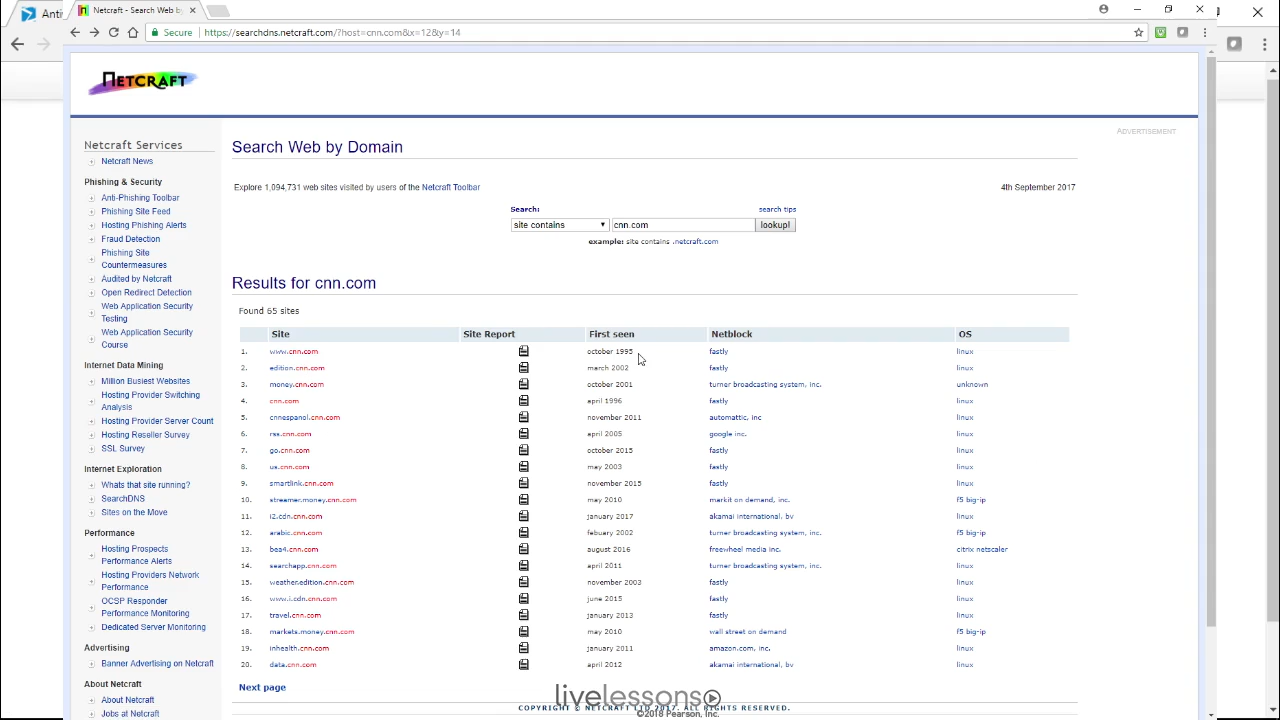 Anti
Netcraft - Search Web by
Secure https://searchdns.netcraft.com/?host=cnn.com&x=12&y=14
NETCRAFT
ADVERTISEMENT
Netcraft Services
Netcraft News
Phishing & Security
Anti-Phishing Toolbar
Phishing Site Feed
Hosting Phishing Alerts
Fraud Detection
Phishing Site
Countermeasures
Audited by Netcraft
Open Redirect Detection
Web Application Security
Testing
Web Application Security
Course
Internet Data Mining
Million Busiest Websites
Hosting Provider Switching
Analysis
Hosting Provider Server Count
Hosting Reseller Survey
SSL Survey
Internet Exploration
Whats that site running?
SearchDNS
Sites on the Move
Performance
Hosting Prospects
Performance Alerts
Hosting Providers Network
Performance
OCSP Responder
Performance Monitoring
Dedicated Server Monitoring
Advertising
Banner Advertising on Netcraft
About Netcraft
About Netcraft
Jobs at Netcraft
Search Web by Domain
Explore 1,094,731 web sites visited by users of the Netcraft Toolbar 4th September 2017
Search: search tips
site contains cnn.com lookup!
example: site contains .netcraft.com
Results for cnn.com
Found 65 sites
Site Site Report First seen Netblock OS
1. www.cnn.com october 1995 fastly linux
2. edition.cnn.com march 2002 fastly linux
3. money.cnn.com october 2001 turner broadcasting system, inc. unknown
4. cnn.com april 1996 fastly linux
5. cnnespanol.cnn.com november 2011 automattic, inc linux
6. rss.cnn.com april 2005 google inc. linux
7. go.cnn.com october 2015 fastly linux
8. us.cnn.com may 2003 fastly linux
9. smartlink.cnn.com november 2015 fastly linux
10. streamer.money.cnn.com may 2010 markit on demand, inc. f5 big-ip
11. i2.cdn.cnn.com january 2017 akamai international, bv linux
12. arabic.cnn.com febuary 2002 turner broadcasting system, inc. f5 big-ip
13. bea4.cnn.com august 2016 freewheel media inc. citrix netscaler
14. searchapp.cnn.com april 2011 turner broadcasting system, inc. linux
15. weather.edition.cnn.com november 2003 fastly linux
16. www.i.cdn.cnn.com june 2015 fastly linux
17. travel.cnn.com january 2013 fastly linux
18. markets.money.cnn.com may 2010 wall street on demand f5 big-ip
19. inhealth.cnn.com january 2011 amazon.com, inc. linux
20. data.cnn.com april 2012 akamai international, bv linux
Next page
livelessons
COPYRIGHT © NETCRAFT LTD 2017. ALL RIGHTS RESERVED.
©2018 Pearson, Inc.